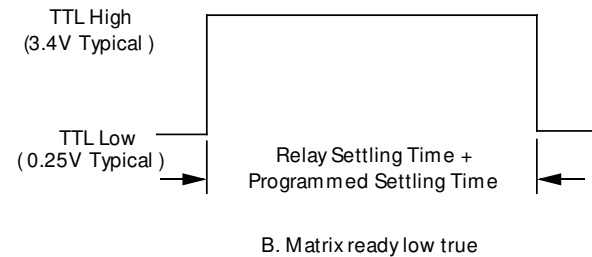 TTL High
(3.4V Typical )
TTL Low
( 0.25V Typical )
Relay Settling Time +
Programmed Settling Time
B. Matrix ready low true